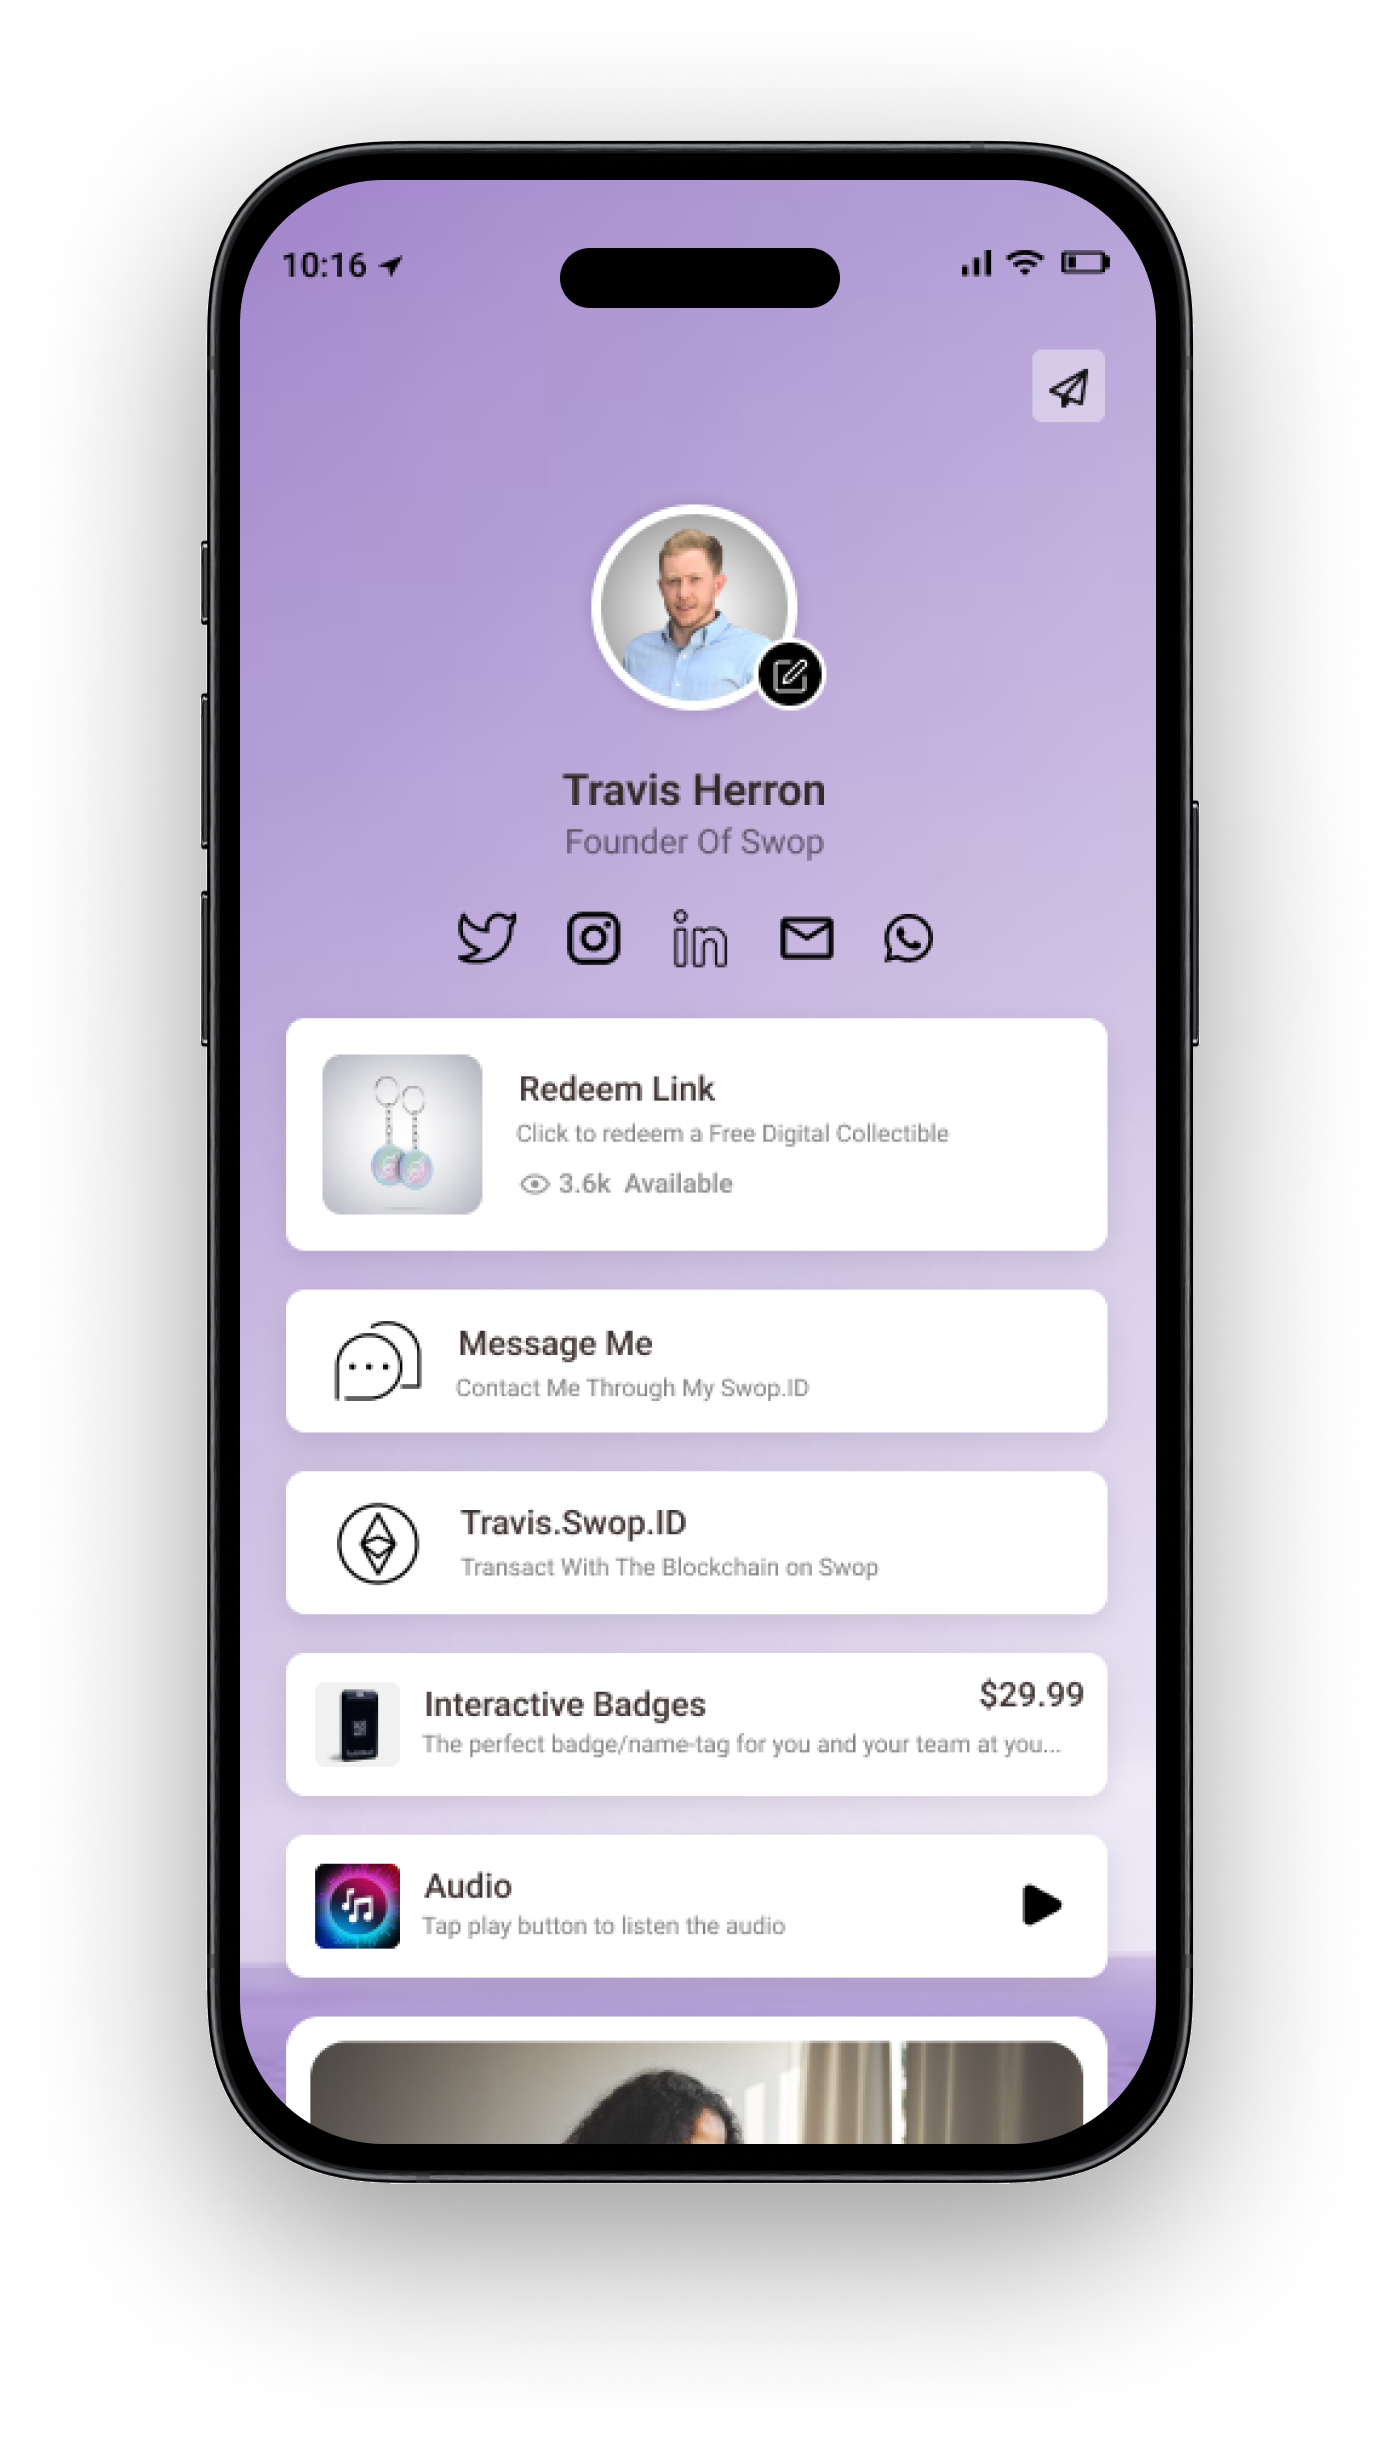 10:16
Travis Herron
Founder Of Swop
Redeem Link
Click to redeem a Free Digital Collectible
3.6k Available
Message Me
Contact Me Through My Swop.ID
Travis.Swop.ID
Transact With The Blockchain on Swop
Interactive Badges
$29.99
The perfect badge/name-tag for you and your team at you...
Audio
Tap play button to listen the audio